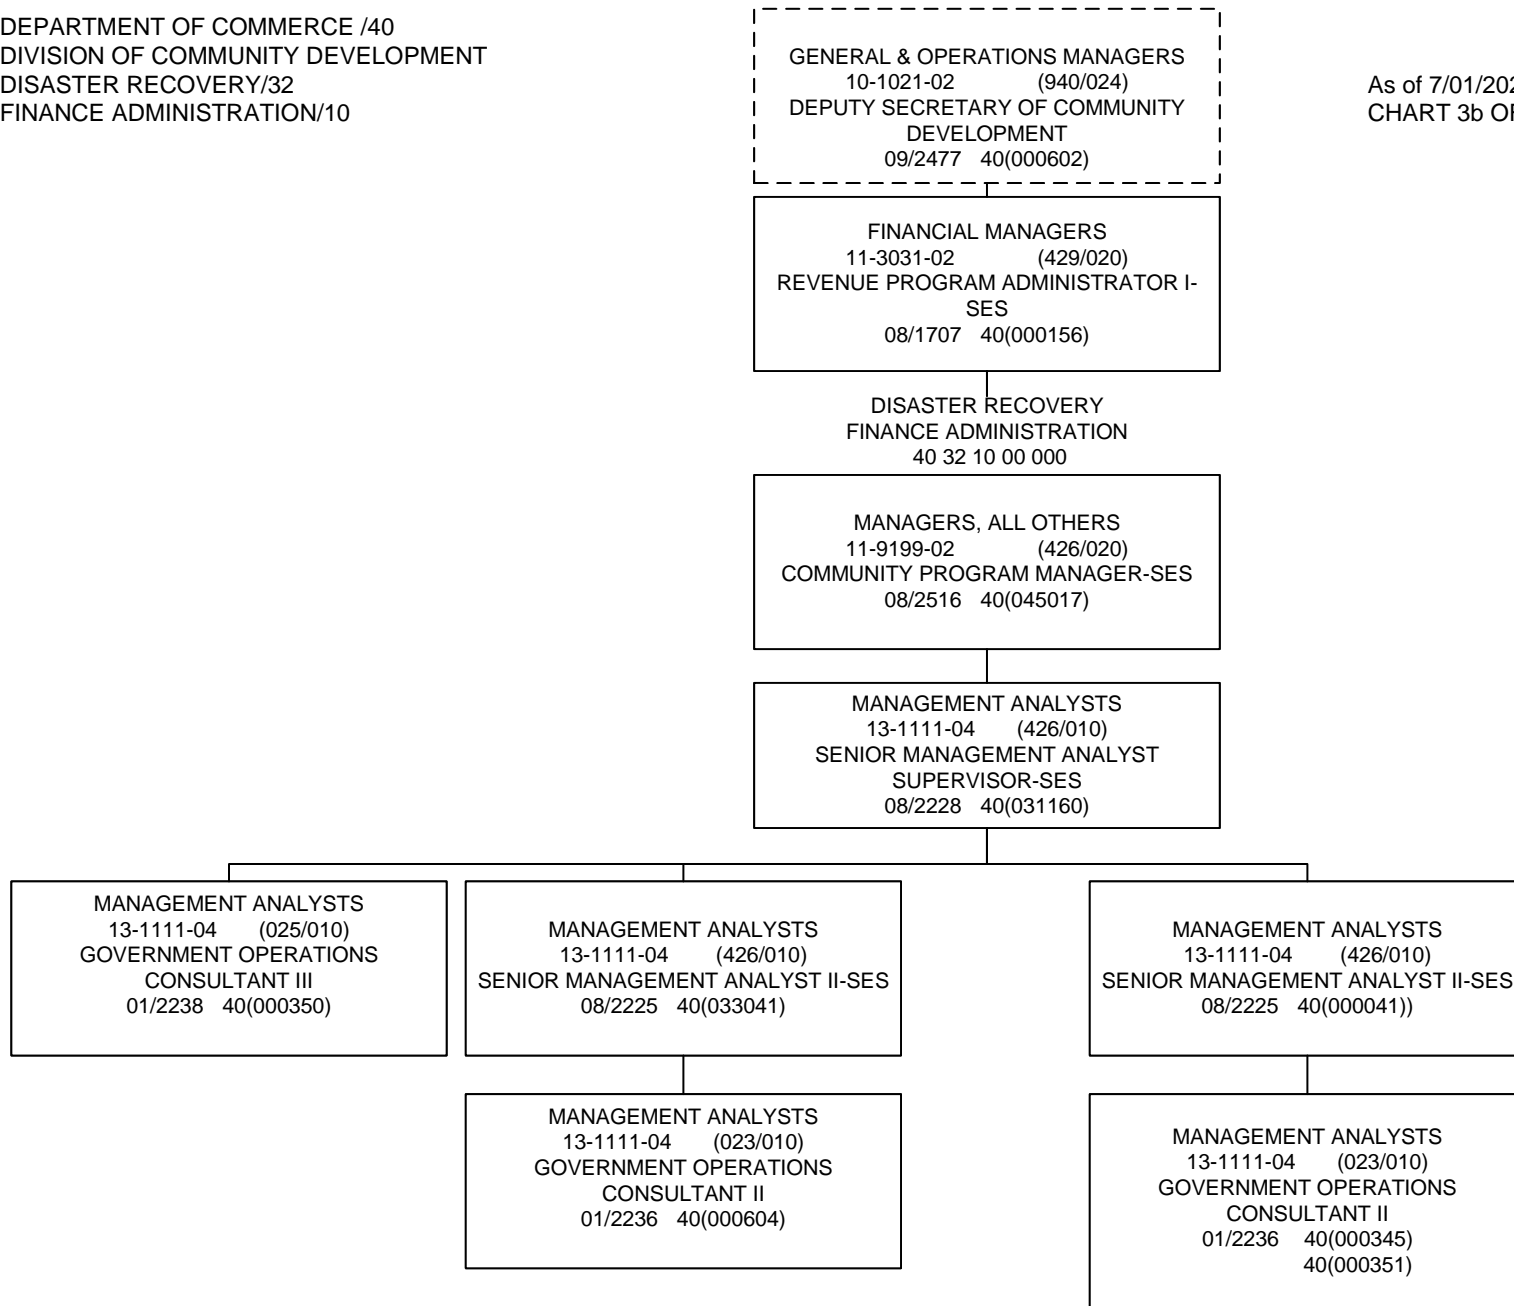 DEPARTMENT OF COMMERCE /40
DIVISION OF COMMUNITY DEVELOPMENT
DISASTER RECOVERY/32
FINANCE ADMINISTRATION/10
As of 7/01/202
CHART 3b OF
GENERAL & OPERATIONS MANAGERS
10-1021-02 (940/024)
DEPUTY SECRETARY OF COMMUNITY
DEVELOPMENT
09/2477 40(000602)
FINANCIAL MANAGERS
11-3031-02 (429/020)
REVENUE PROGRAM ADMINISTRATOR I-
SES
08/1707 40(000156)
DISASTER RECOVERY
FINANCE ADMINISTRATION
40 32 10 00 000
MANAGERS, ALL OTHERS
11-9199-02 (426/020)
COMMUNITY PROGRAM MANAGER-SES
08/2516 40(045017)
MANAGEMENT ANALYSTS
13-1111-04 (426/010)
SENIOR MANAGEMENT ANALYST
SUPERVISOR-SES
08/2228 40(031160)
MANAGEMENT ANALYSTS
13-1111-04 (025/010)
GOVERNMENT OPERATIONS
CONSULTANT III
01/2238 40(000350)
MANAGEMENT ANALYSTS
13-1111-04 (426/010)
SENIOR MANAGEMENT ANALYST II-SES
08/2225 40(033041)
MANAGEMENT ANALYSTS
13-1111-04 (426/010)
SENIOR MANAGEMENT ANALYST II-SES
08/2225 40(000041))
MANAGEMENT ANALYSTS
13-1111-04 (023/010)
GOVERNMENT OPERATIONS
CONSULTANT II
01/2236 40(000604)
MANAGEMENT ANALYSTS
13-1111-04 (023/010)
GOVERNMENT OPERATIONS
CONSULTANT II
01/2236 40(000345)
40(000351)